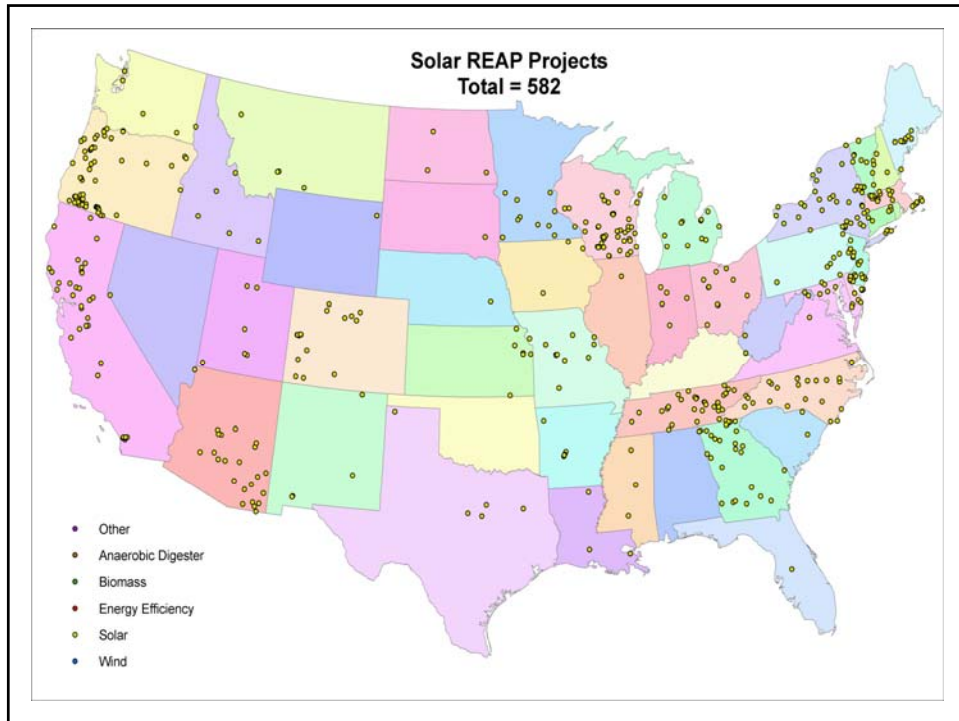 Solar REAP Projects
Total = 582
Other
Anaerobic Digester
Biomass
Energy Efficiency
Solar
Wind